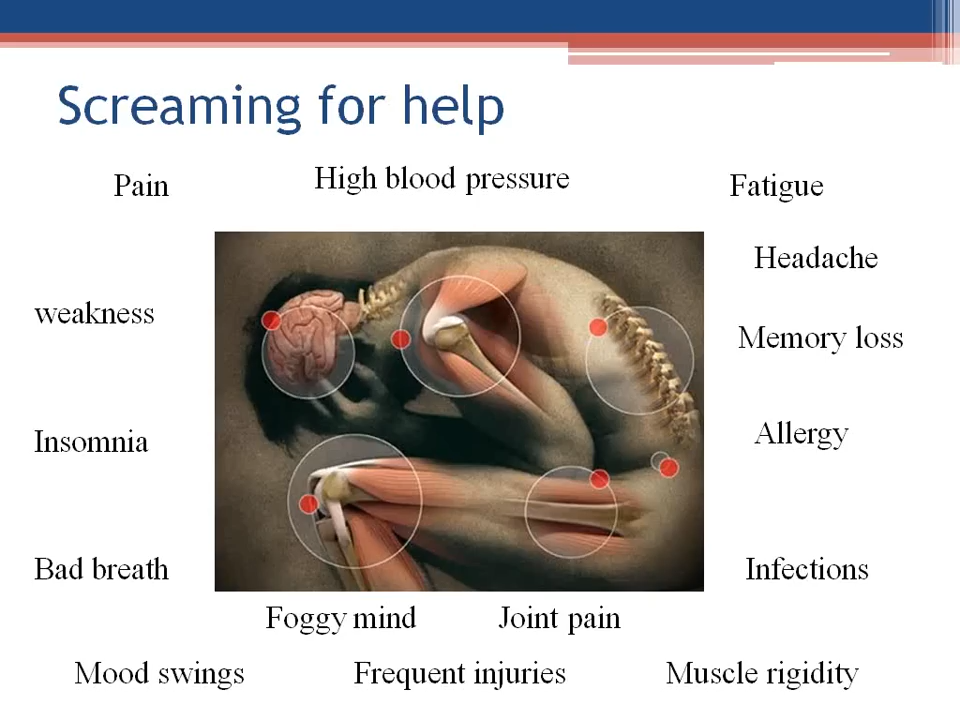 Screaming for help
Pain
High blood pressure
Fatigue
Headache
weakness
Memory loss
Insomnia
Allergy
Bad breath
Infections
Foggy mind
Joint pain
Mood swings
Frequent injuries
Muscle rigidity